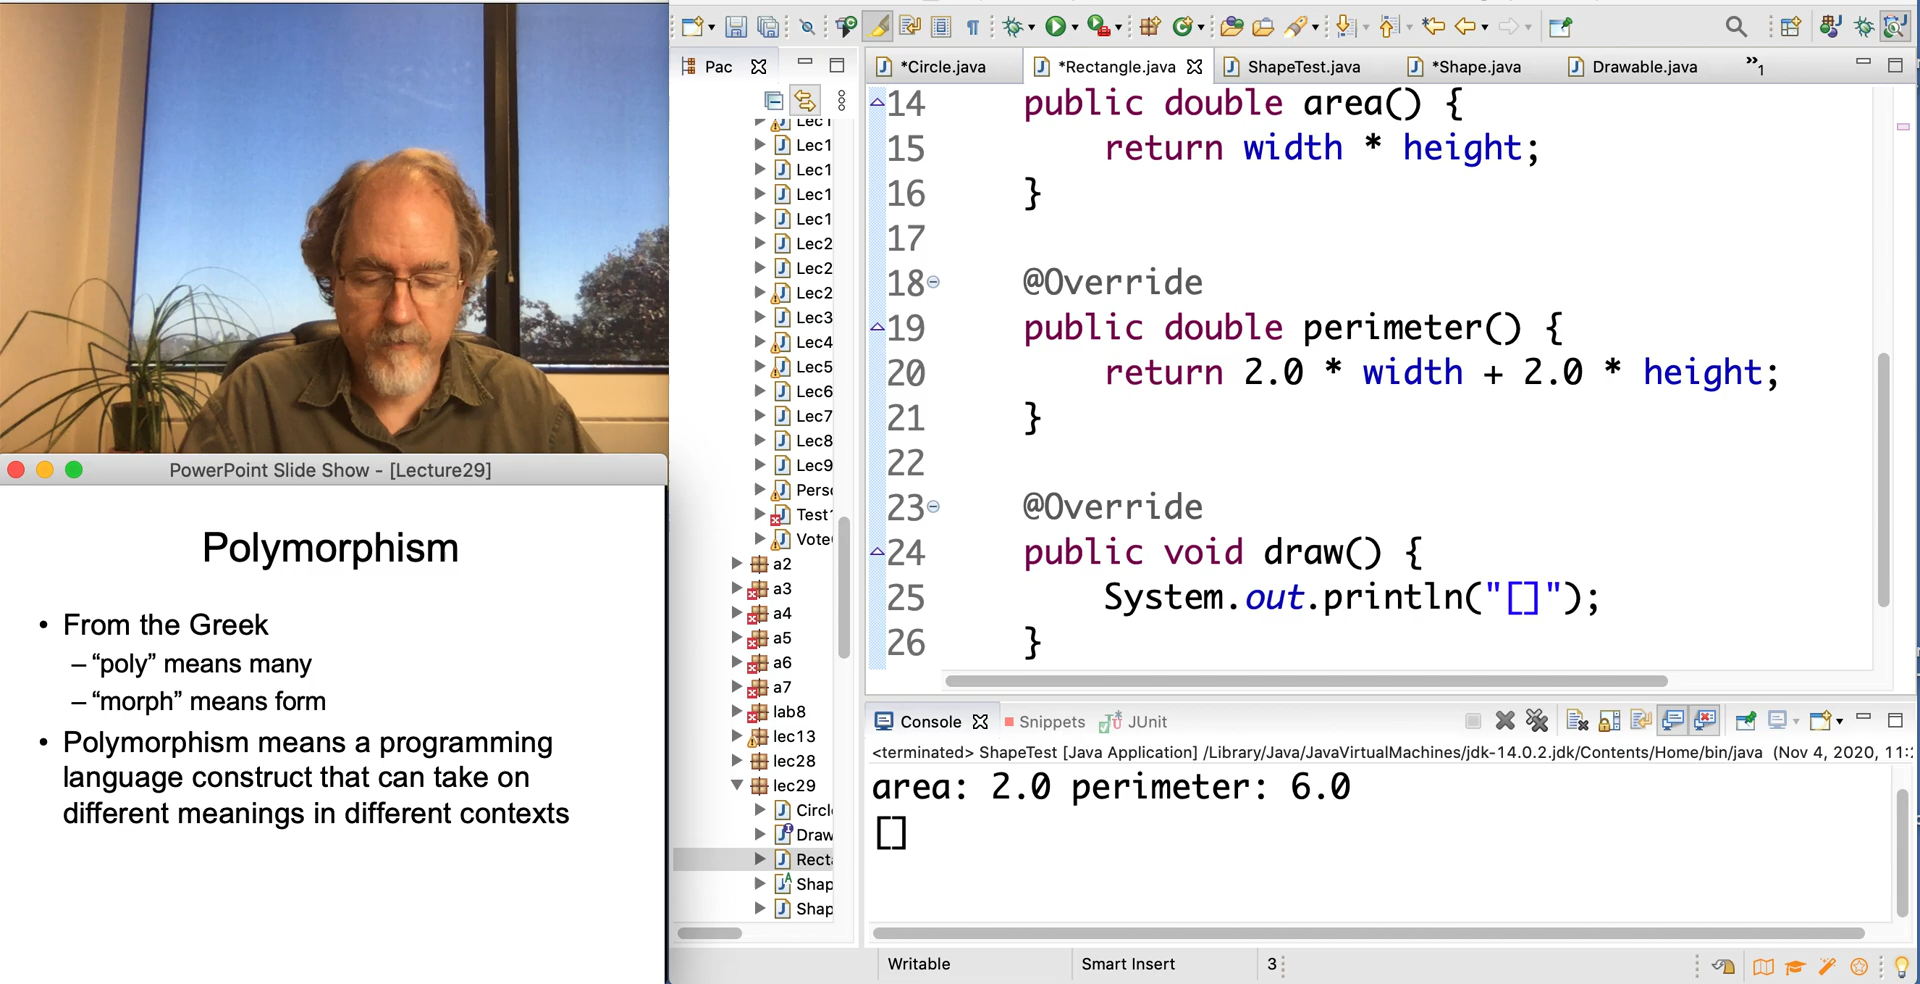 PowerPoint Slide Show - [Lecture29]
Polymorphism
• From the Greek
– “poly” means many
– “morph” means form
• Polymorphism means a programming
language construct that can take on
different meanings in different contexts
Pac
Lec1
Lec1
Lec1
Lec1
Lec1
Lec2
Lec2
Lec2
Lec3
Lec4
Lec5
Lec6
Lec7
Lec8
Lec9
Perso
Test
Vote
a2
a3
a4
a5
a6
a7
lab8
lec13
lec28
lec29
Circle
Draw
Recta
Shap
Shap
*Circle.java
*Rectangle.java
ShapeTest.java
*Shape.java
Drawable.java
»1
14 public double area() {
15 return width * height;
16 }
17
18 @Override
19 public double perimeter() {
20 return 2.0 * width + 2.0 * height;
21 }
22
23 @Override
24 public void draw() {
25 System.out.println("[]");
26 }
Console
Snippets
JUnit
<terminated> ShapeTest [Java Application] /Library/Java/JavaVirtualMachines/jdk-14.0.2.jdk/Contents/Home/bin/java (Nov 4, 2020, 11:
area: 2.0 perimeter: 6.0
[]
Writable
Smart Insert
3